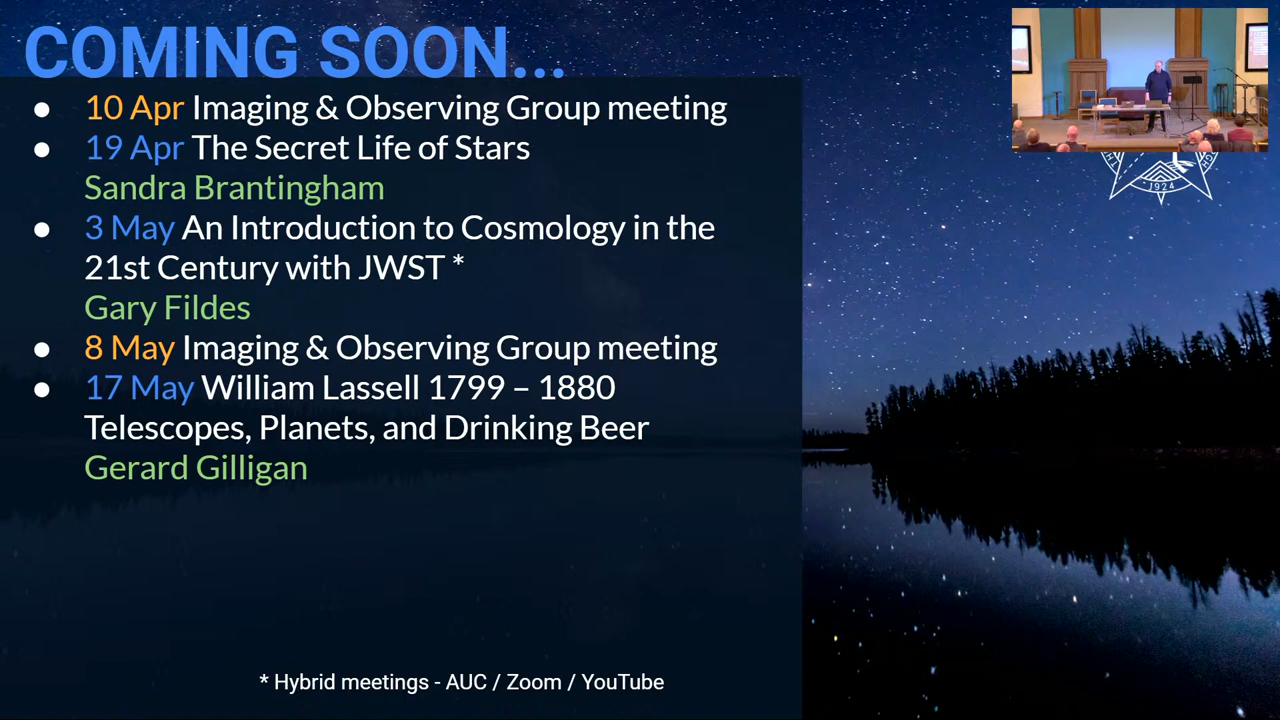 COMING SOON...
● 10 Apr Imaging & Observing Group meeting
● 19 Apr The Secret Life of Stars
Sandra Brantingham
● 3 May An Introduction to Cosmology in the
21st Century with JWST *
Gary Fildes
● 8 May Imaging & Observing Group meeting
● 17 May William Lassell 1799 – 1880
Telescopes, Planets, and Drinking Beer
Gerard Gilligan
* Hybrid meetings - AUC / Zoom / YouTube
- 1924 -